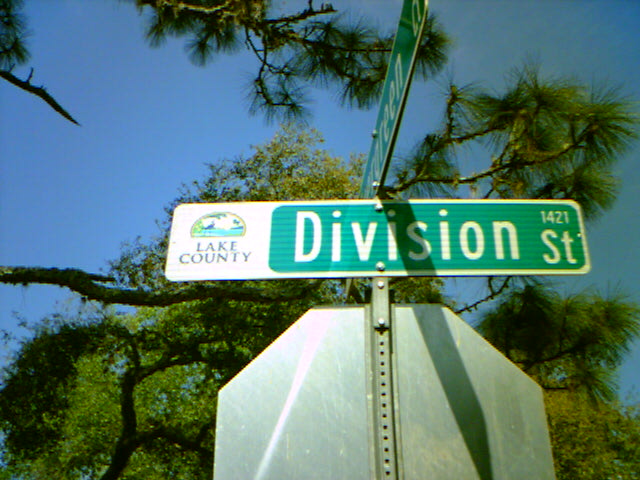 LAKE
COUNTY
Division St
1421